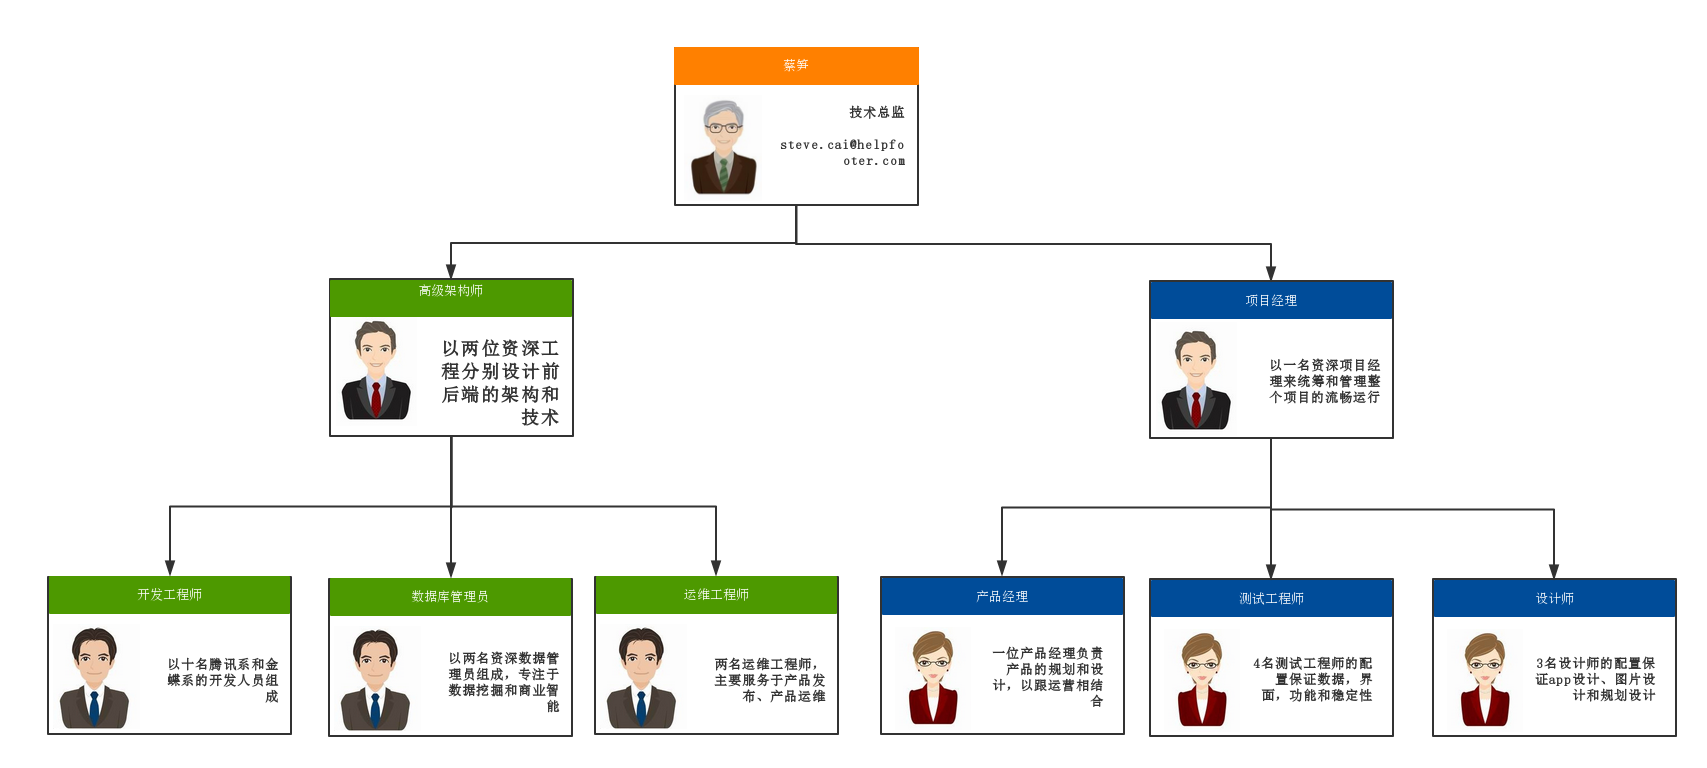 蔡笋
技术总监
steve.cai@helpfo
oter.com
高级架构师
以两位资深工
程分别设计前
后端的架构和
技术
项目经理
以一名资深项目经
理来统筹和管理整
个项目的流畅运行
开发工程师
以十名腾讯系和金
蝶系的开发人员组
成
数据库管理员
以两名资深数据管
理员组成，专注于
数据挖掘和商业智
能
运维工程师
两名运维工程师，
主要服务于产品发
布、产品运维
产品经理
一位产品经理负责
产品的规划和设
计，以跟运营相结
合
测试工程师
4名测试工程师的配
置保证数据，界
面，功能和稳定性
设计师
3名设计师的配置保
证app设计、图片设
计和规划设计